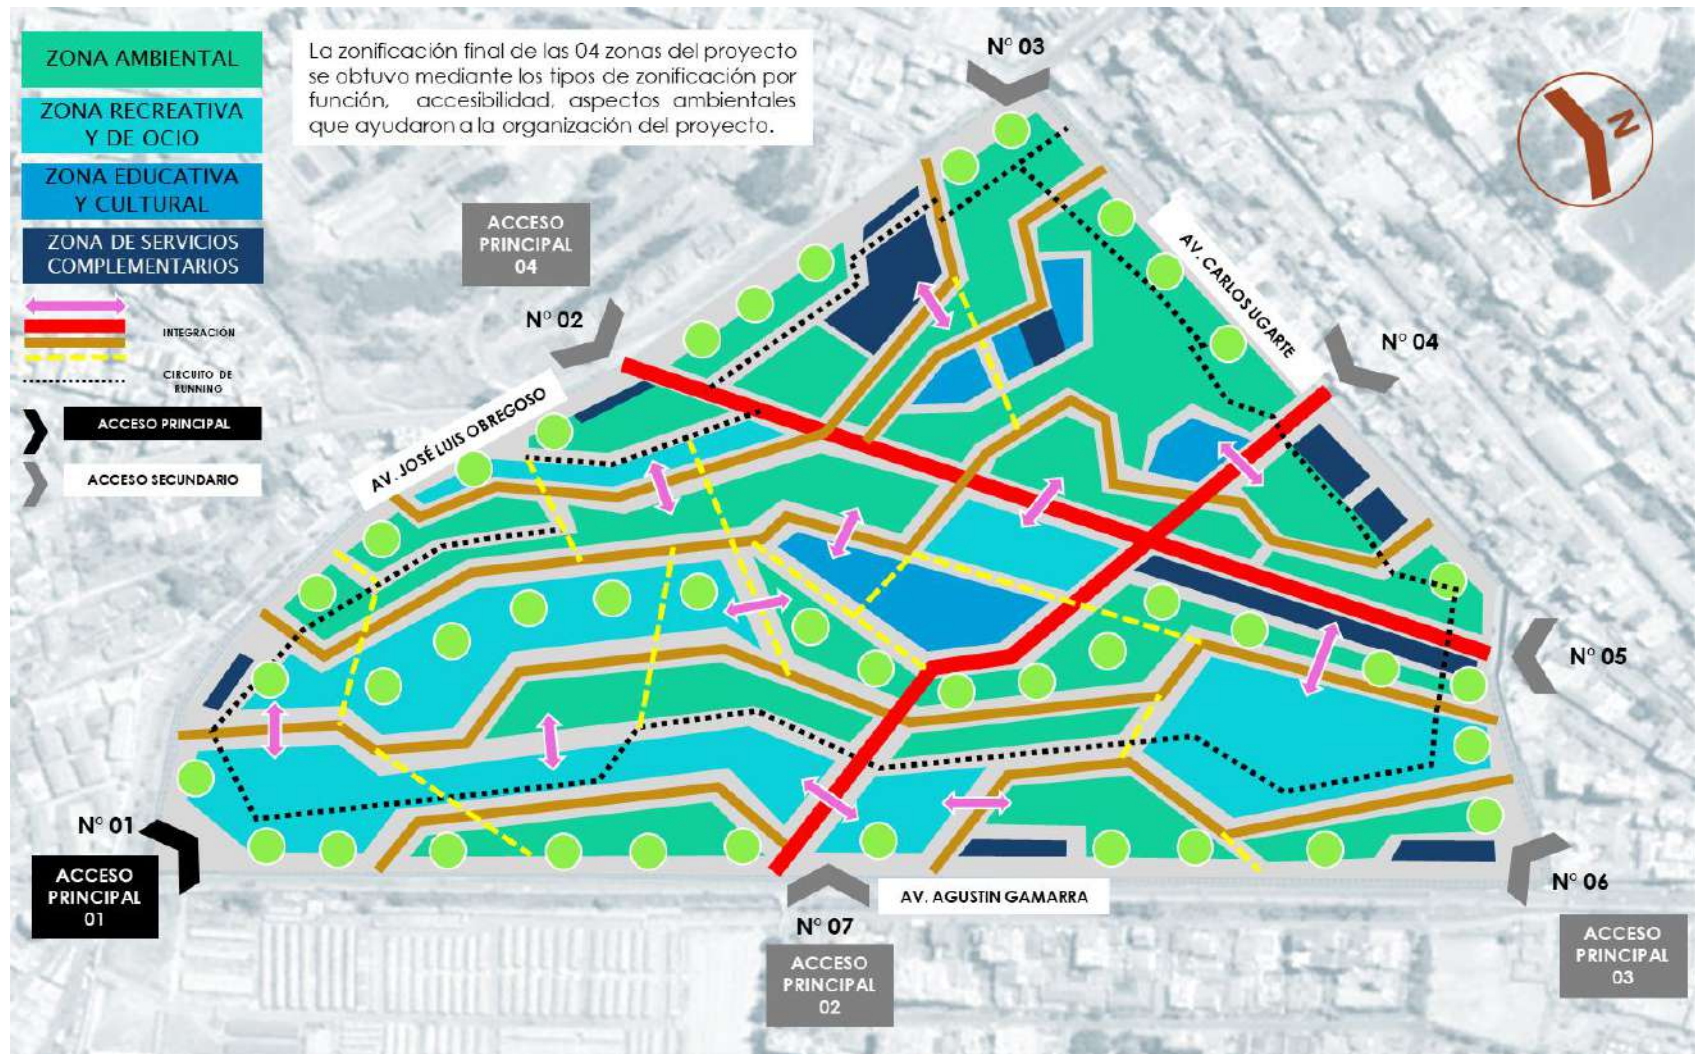 ZONA AMBIENTAL
ZONA RECREATIVA
Y DE OCIO
ZONA EDUCATIVA
Y CULTURAL
ZONA DE SERVICIOS
COMPLEMENTARIOS
INTEGRACIÓN
CIRCUITO DE
RUNNING
ACCESO PRINCIPAL
ACCESO SECUNDARIO
La zonificación final de las 04 zonas del proyecto
se obtuvo mediante los tipos de zonificación por
función, accesibilidad, aspectos ambientales
que ayudaron a la organización del proyecto.
N° 03
N
ACCESO
PRINCIPAL
04
N° 02
AV. CARLOS UGARTE
N° 04
AV. JOSÉ LUIS OBREGOSO
N° 05
N° 01
ACCESO
PRINCIPAL
01
AV. AGUSTIN GAMARRA
N° 07
ACCESO
PRINCIPAL
02
N° 06
ACCESO
PRINCIPAL
03